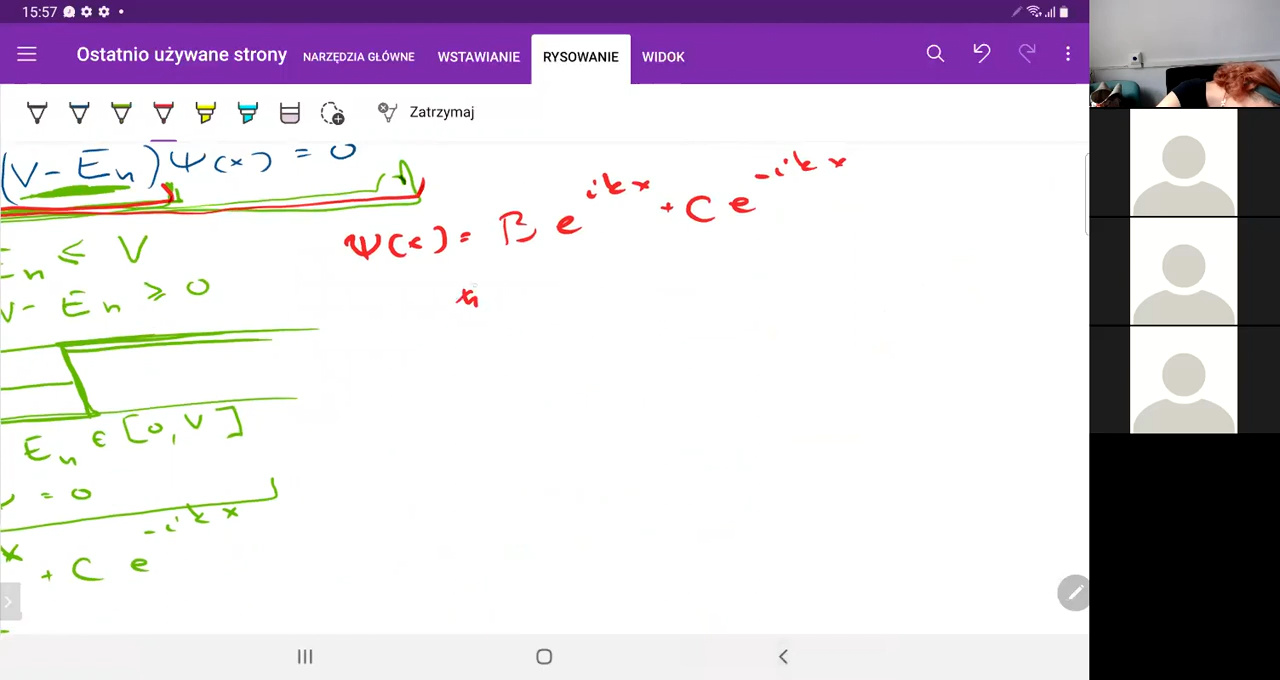 15:57
Ostatnio używane strony NARZĘDZIA GŁÓWNE WSTAWIANIE RYSOWANIE WIDOK
Zatrzymaj
(V - Eₙ) Ψ(x) = 0
Eₙ ≤ V
V - Eₙ ≥ 0
Eₙ ∈ [0, V]
= 0
x + C e^{-ikx}
Ψ(x) = B e^{ikx} + C e^{-ikx}